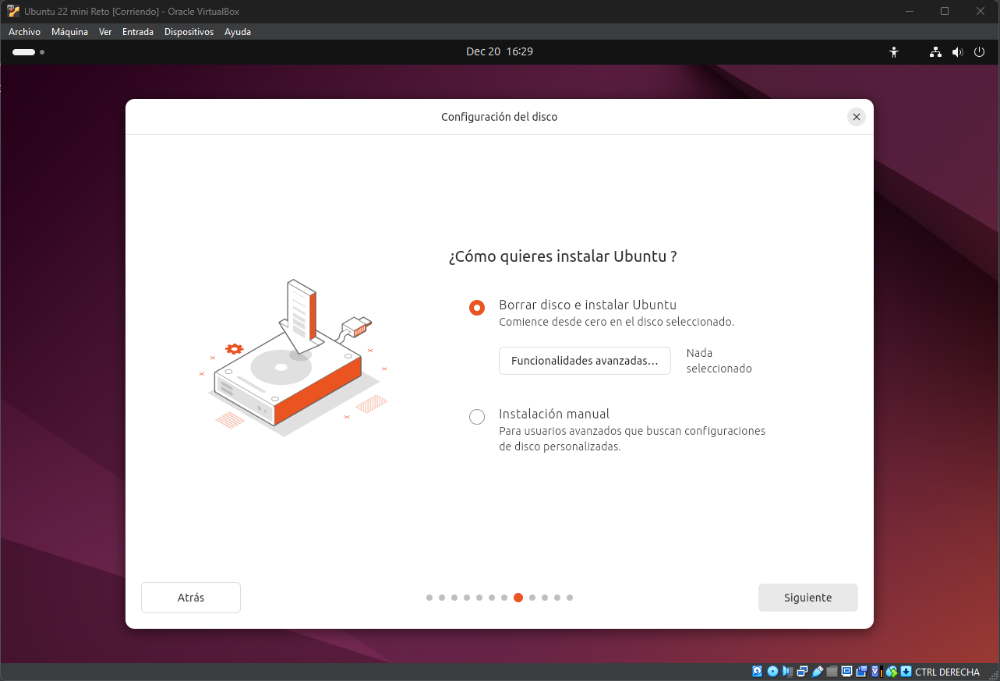 Ubuntu 22 mini Reto [Corriendo] - Oracle VirtualBox
Archivo Máquina Ver Entrada Dispositivos Ayuda
Dec 20 16:29
Configuración del disco
¿Cómo quieres instalar Ubuntu ?
Borrar disco e instalar Ubuntu
Comience desde cero en el disco seleccionado.
Funcionalidades avanzadas...
Nada
seleccionado
Instalación manual
Para usuarios avanzados que buscan configuraciones
de disco personalizadas.
Atrás
Siguiente
CTRL DERECHA